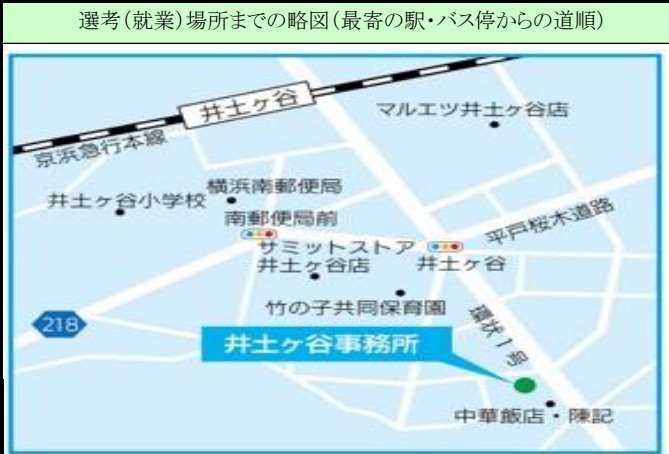 選考(就業)場所までの略図(最寄の駅・バス停からの道順)
井土ヶ谷
マルエツ井土ヶ谷店
京浜急行本線
横浜南郵便局
井土ヶ谷小学校
南郵便局前
平戸桜木道路
サミットストア
井土ヶ谷店
井土ヶ谷
竹の子共同保育園
218
環状1号
井土ヶ谷事務所
中華飯店・陳記